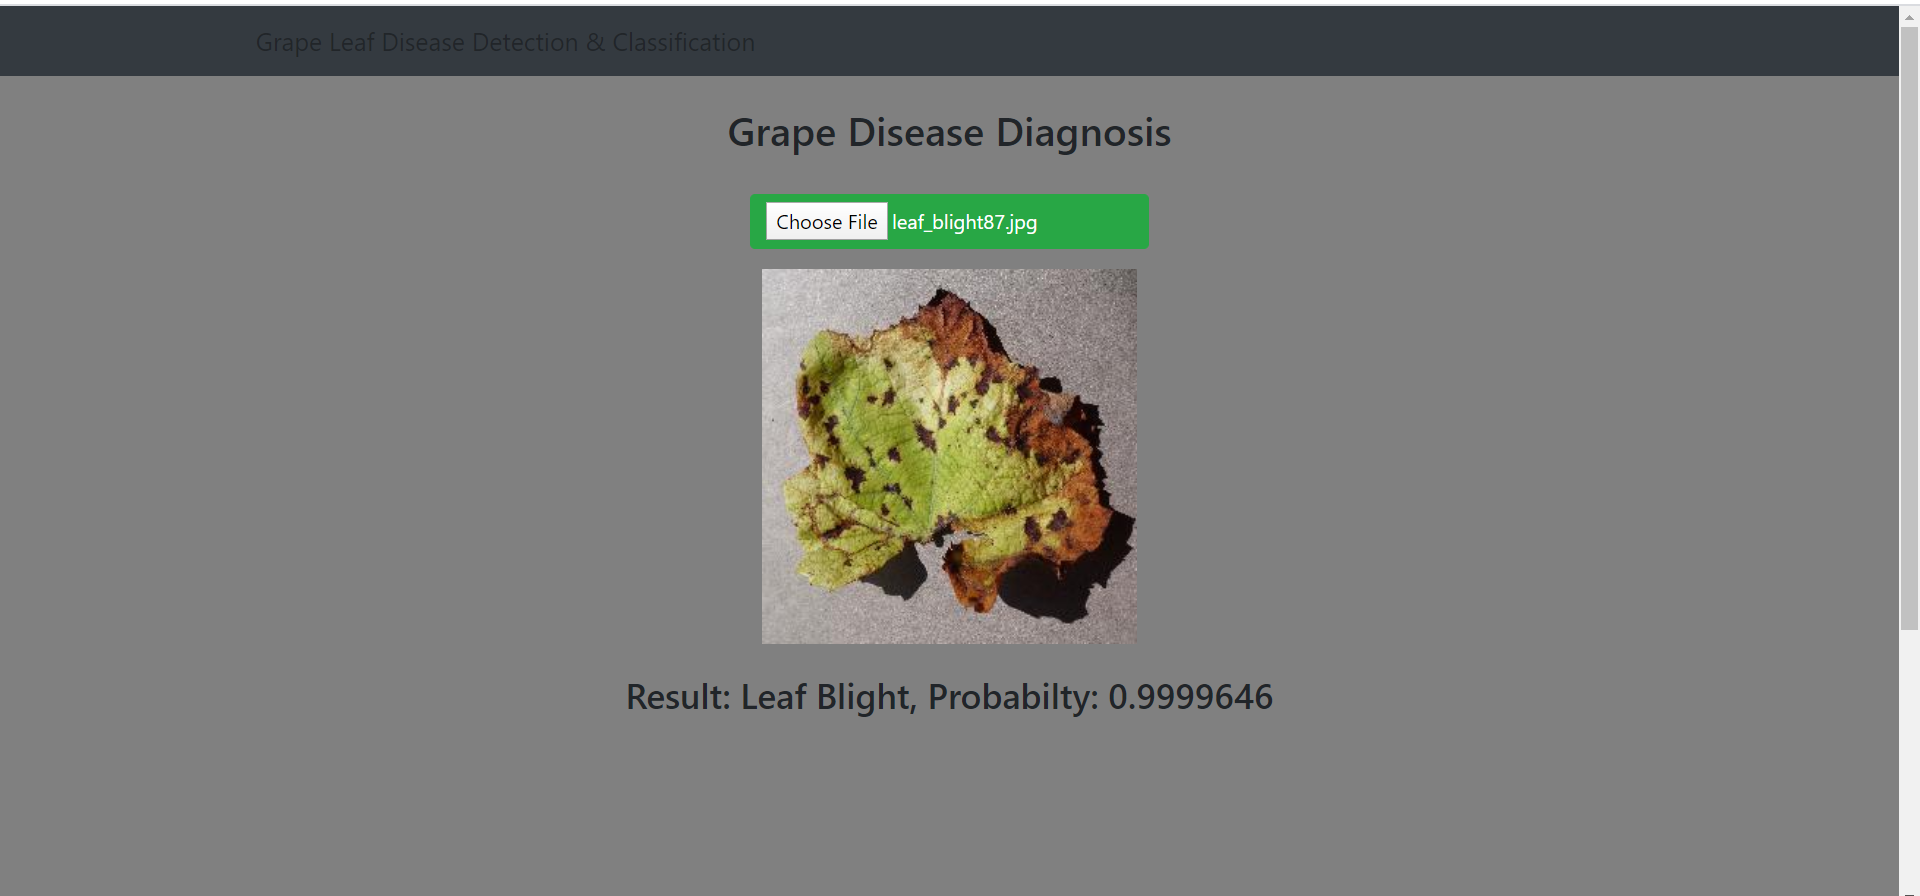 Grape Leaf Disease Detection & Classification
Grape Disease Diagnosis
Choose File leaf_blight87.jpg
Result: Leaf Blight, Probabilty: 0.9999646